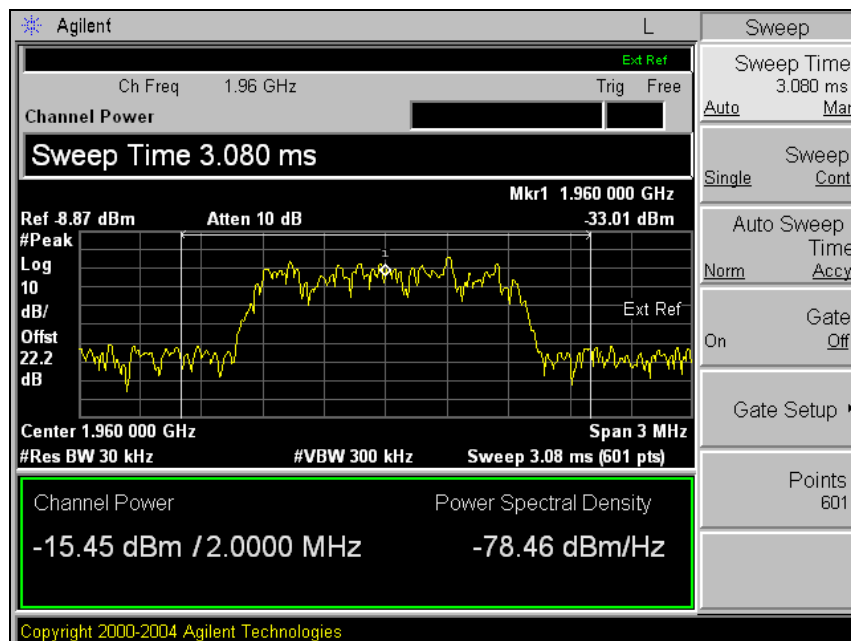 Agilent L Sweep
Ext Ref
Ch Freq 1.96 GHz Trig Free
Channel Power
Sweep Time 3.080 ms
Mkr1 1.960 000 GHz
Ref -8.87 dBm Atten 10 dB -33.01 dBm
#Peak
Log
10
dB/
Offst
22.2
dB
1
Ext Ref
Center 1.960 000 GHz Span 3 MHz
#Res BW 30 kHz #VBW 300 kHz Sweep 3.08 ms (601 pts)
Channel Power Power Spectral Density
-15.45 dBm / 2.0000 MHz -78.46 dBm/Hz
Copyright 2000-2004 Agilent Technologies
Sweep Time
3.080 ms
Auto Mar
Sweep
Single Cont
Auto Sweep
Time
Norm Accy
Gate
On Off
Gate Setup
Points
601